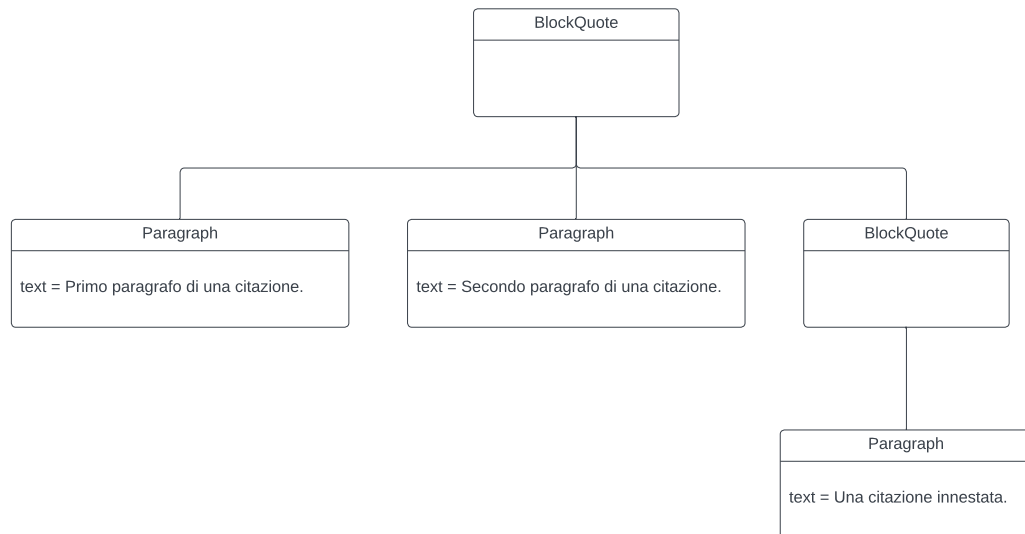 BlockQuote
Paragraph
text = Primo paragrafo di una citazione.
Paragraph
text = Secondo paragrafo di una citazione.
BlockQuote
Paragraph
text = Una citazione innestata.